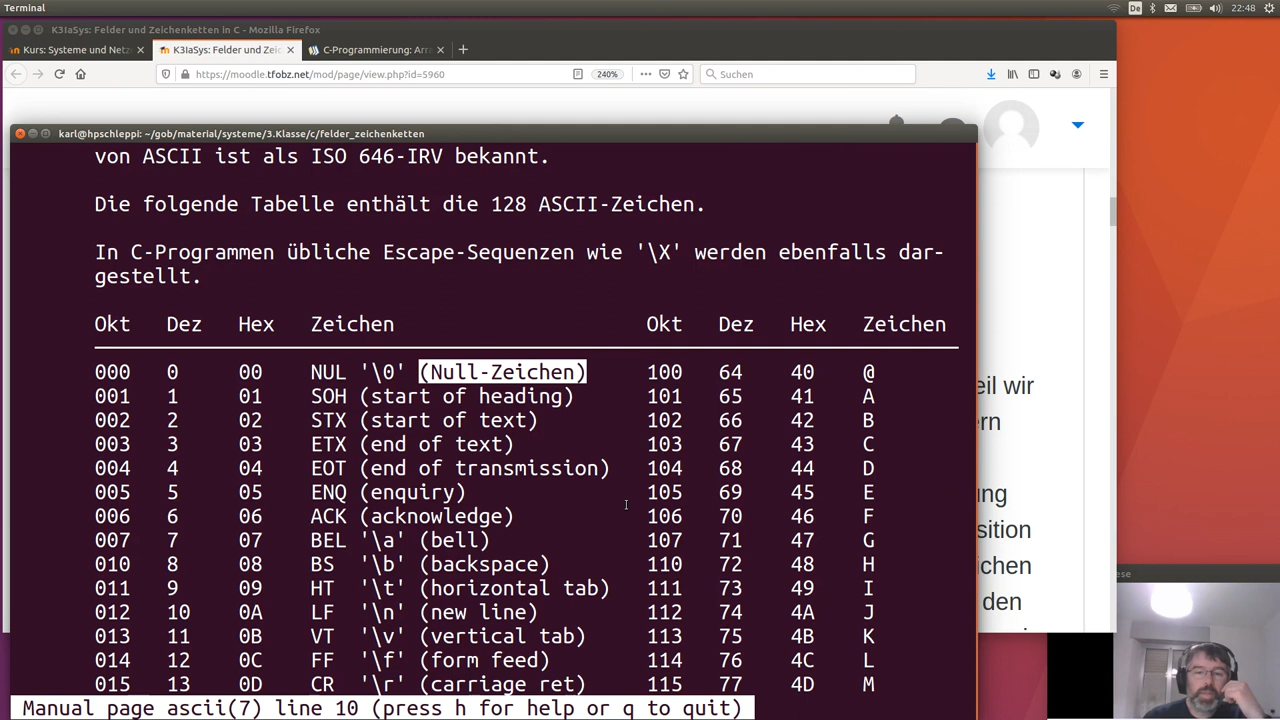 Terminal
De
22:48
K3IaSys: Felder und Zeichenketten in C - Mozilla Firefox
Kurs: Systeme und Netz
K3IaSys: Felder und Zei
C-Programmierung: Arr
https://moodle.tfobz.net/mod/page/view.php?id=5960
240%
Suchen
karl@hpschleppi: ~/gob/material/systeme/3.Klasse/c/felder_zeichenketten
von ASCII ist als ISO 646-IRV bekannt.
Die folgende Tabelle enthält die 128 ASCII-Zeichen.
In C-Programmen übliche Escape-Sequenzen wie '\X' werden ebenfalls dar-
gestellt.
Okt Dez Hex Zeichen Okt Dez Hex Zeichen
000 0 00 NUL '\0' (Null-Zeichen) 100 64 40 @
001 1 01 SOH (start of heading) 101 65 41 A
002 2 02 STX (start of text) 102 66 42 B
003 3 03 ETX (end of text) 103 67 43 C
004 4 04 EOT (end of transmission) 104 68 44 D
005 5 05 ENQ (enquiry) 105 69 45 E
006 6 06 ACK (acknowledge) 106 70 46 F
007 7 07 BEL '\a' (bell) 107 71 47 G
010 8 08 BS '\b' (backspace) 110 72 48 H
011 9 09 HT '\t' (horizontal tab) 111 73 49 I
012 10 0A LF '\n' (new line) 112 74 4A J
013 11 0B VT '\v' (vertical tab) 113 75 4B K
014 12 0C FF '\f' (form feed) 114 76 4C L
015 13 0D CR '\r' (carriage ret) 115 77 4D M
Manual page ascii(7) line 10 (press h for help or q to quit)
eil wir
ern
ung
sition
ichen
den
ese